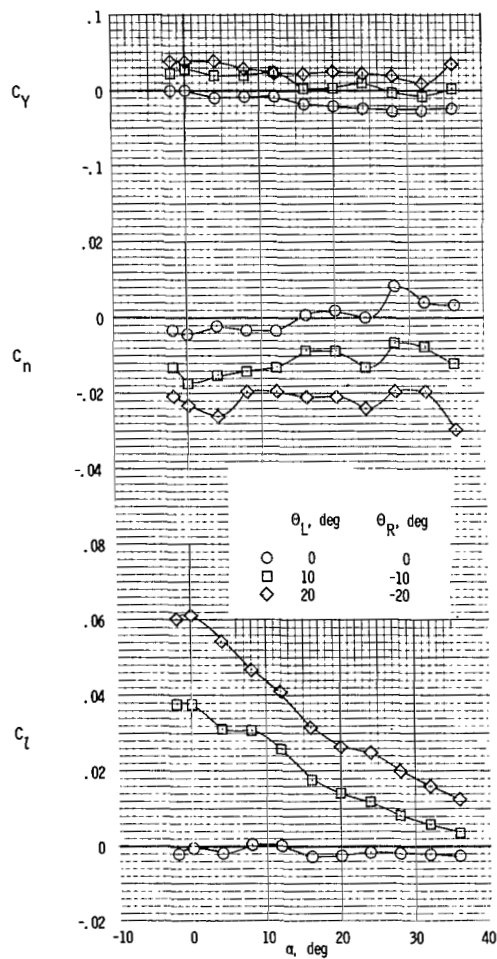 .1
C_Y
0
-.1
.02
0
C_n
-.02
-.04
θ_L, deg θ_R, deg
○ 0 0
□ 10 -10
◇ 20 -20
.08
.06
.04
C_l
.02
0
-.02
-10 0 10 20 30 40
α, deg